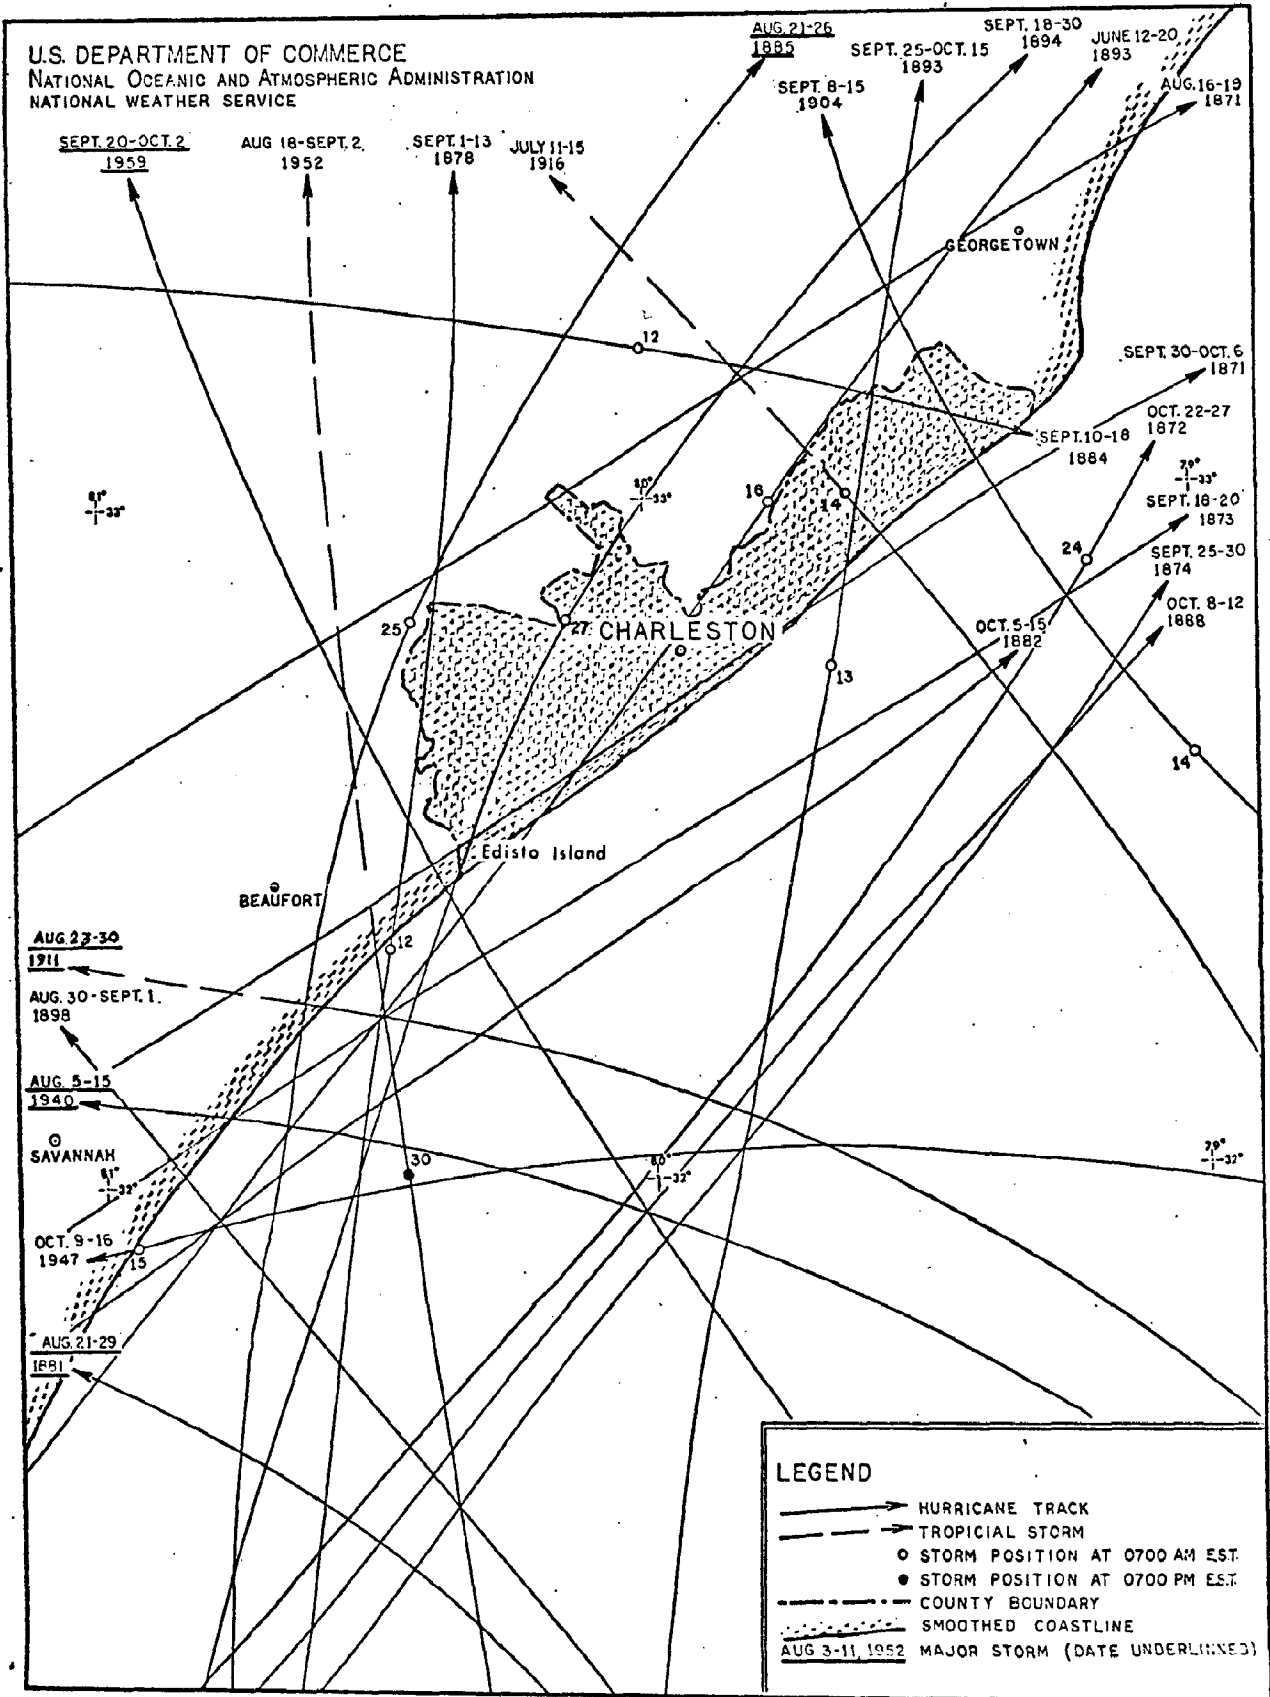 U.S. DEPARTMENT OF COMMERCE
NATIONAL OCEANIC AND ATMOSPHERIC ADMINISTRATION
NATIONAL WEATHER SERVICE
AUG. 21-26
1885
SEPT. 25-OCT. 15
1893
SEPT. 18-30
1894
JUNE 12-20
1893
SEPT. 8-15
1904
AUG. 16-19
1871
SEPT. 20-OCT. 2
1959
AUG 18-SEPT. 2
1952
SEPT. 1-13
1878
JULY 11-15
1916
GEORGETOWN
12
SEPT. 30-OCT. 6
1871
OCT. 22-27
1872
SEPT. 10-18
1884
81°
33°
80°
33°
79°
33°
16
14
SEPT. 18-20
1873
24
SEPT. 25-30
1874
OCT. 8-12
1888
25
27
CHARLESTON
OCT. 5-15
1882
13
14
Edisto Island
BEAUFORT
12
AUG. 23-30
1911
AUG. 30-SEPT. 1.
1898
AUG. 5-15
1940
SAVANNAH
81°
32°
30
80°
32°
79°
32°
OCT. 9-16
1947
15
AUG. 21-29
1881
LEGEND
HURRICANE TRACK
TROPICIAL STORM
STORM POSITION AT 0700 AM E.S.T.
STORM POSITION AT 0700 PM E.S.T.
COUNTY BOUNDARY
SMOOTHED COASTLINE
AUG 3-11, 1952 MAJOR STORM (DATE UNDERLINNED)